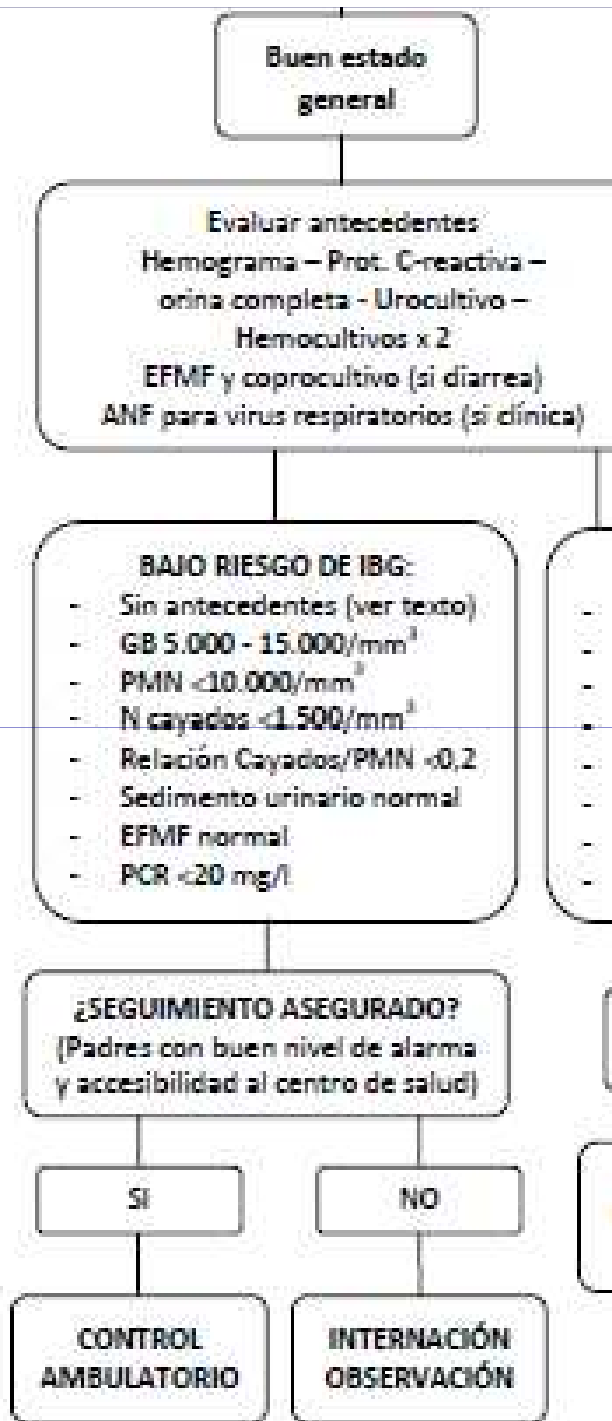 Buen estado
general
Evaluar antecedentes
Hemograma – Prot. C-reactiva –
orina completa - Urocultivo –
Hemocultivos x 2
EFMF y coprocultivo (si diarrea)
ANF para virus respiratorios (si clínica)
BAJO RIESGO DE IBG:
- Sin antecedentes (ver texto)
- GB 5.000 - 15.000/mm³
- PMN <10.000/mm³
- N cayados <1.500/mm³
- Relación Cayados/PMN <0,2
- Sedimento urinario normal
- EFMF normal
- PCR <20 mg/l
¿SEGUIMIENTO ASEGURADO?
(Padres con buen nivel de alarma
y accesibilidad al centro de salud)
SI
NO
CONTROL
AMBULATORIO
INTERNACIÓN
OBSERVACIÓN